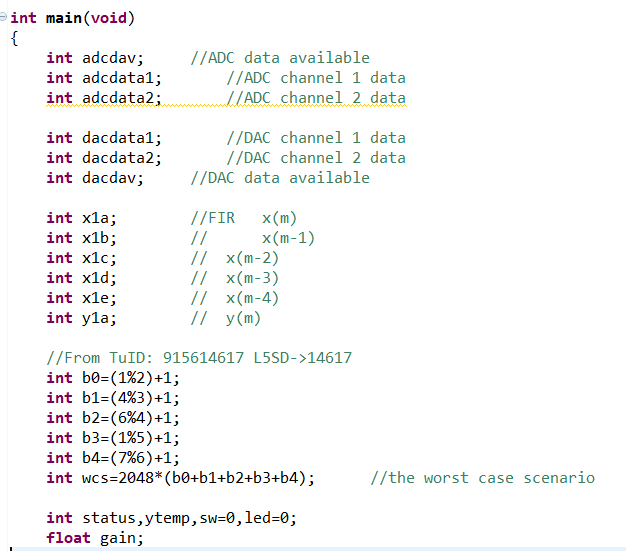 int main(void)
{
    int adcdav;     //ADC data available
    int adcdata1;       //ADC channel 1 data
    int adcdata2;       //ADC channel 2 data

    int dacdata1;       //DAC channel 1 data
    int dacdata2;       //DAC channel 2 data
    int dacdav;     //DAC data available

    int x1a;        //FIR   x(m)
    int x1b;        //      x(m-1)
    int x1c;        //  x(m-2)
    int x1d;        //  x(m-3)
    int x1e;        //  x(m-4)
    int y1a;        //  y(m)

    //From TuID: 915614617 L5SD->14617
    int b0=(1%2)+1;
    int b1=(4%3)+1;
    int b2=(6%4)+1;
    int b3=(1%5)+1;
    int b4=(7%6)+1;
    int wcs=2048*(b0+b1+b2+b3+b4);      //the worst case scenario

    int status,ytemp,sw=0,led=0;
    float gain;